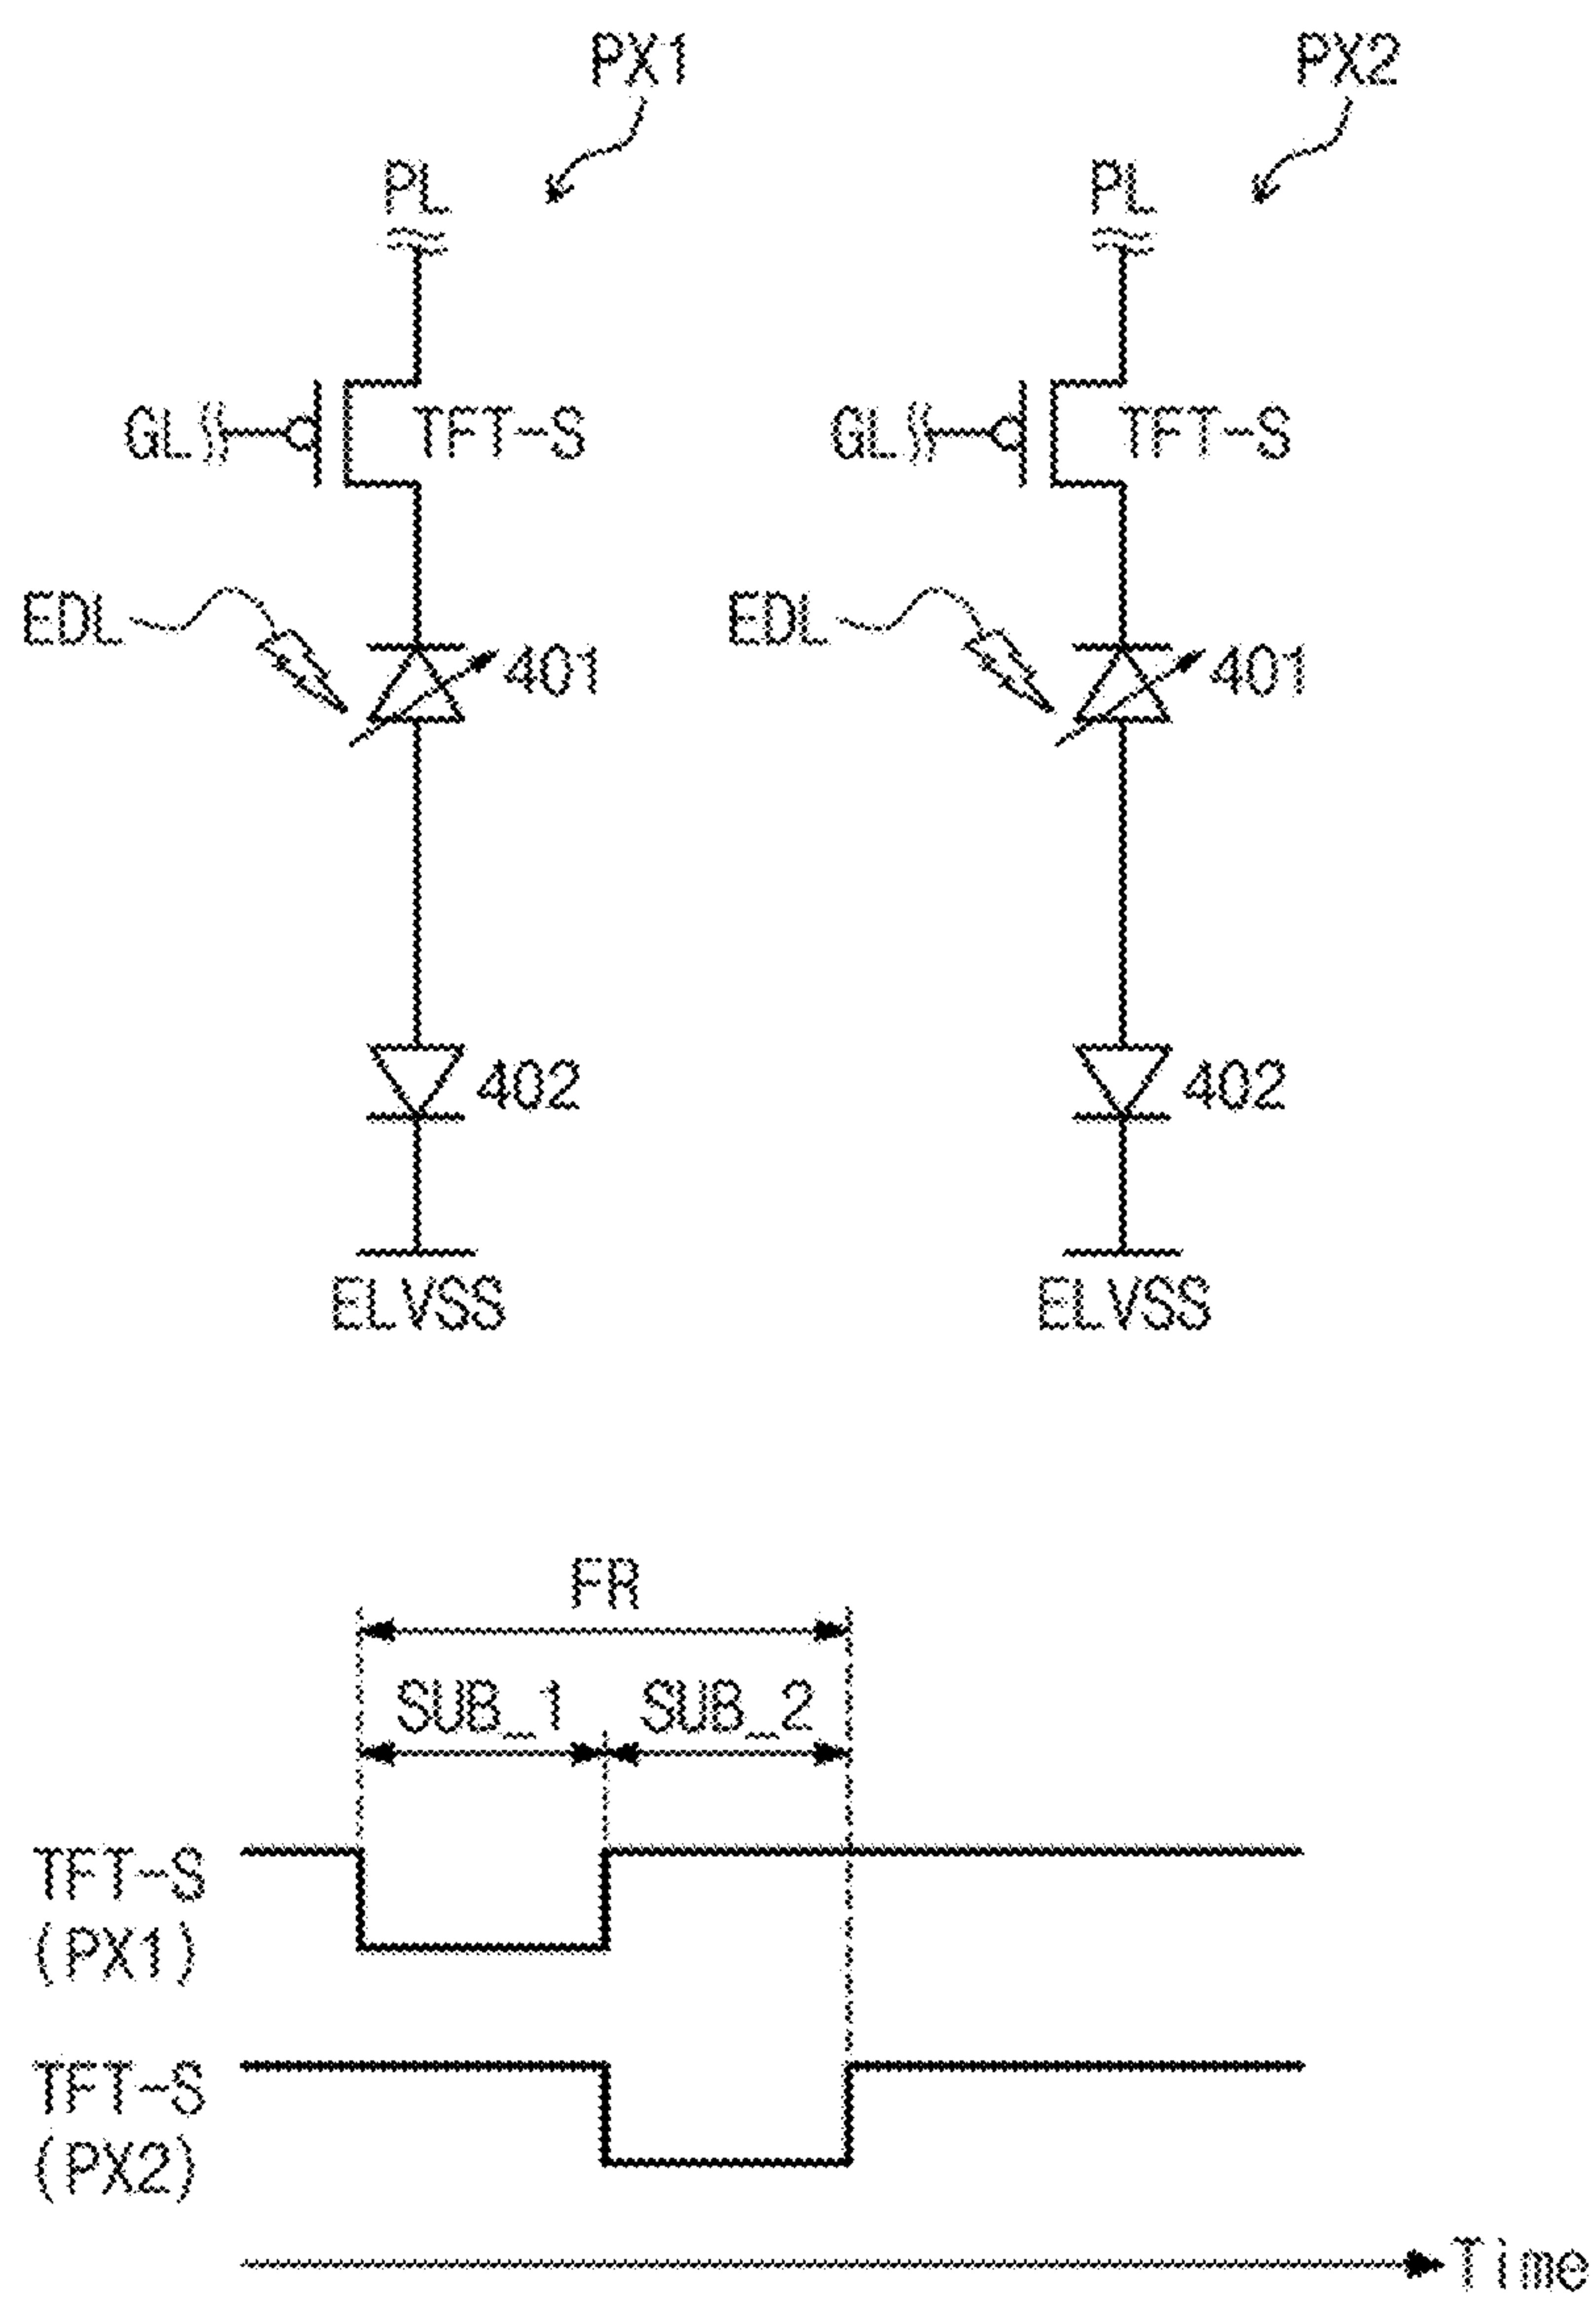 PX1 PX2
PL PL
GL TFT-S GL TFT-S
EDL 401 EDL 401
402 402
ELVSS ELVSS
FR
SUB_1 SUB_2
TFT-S
(PX1)
TFT-S
(PX2)
Time